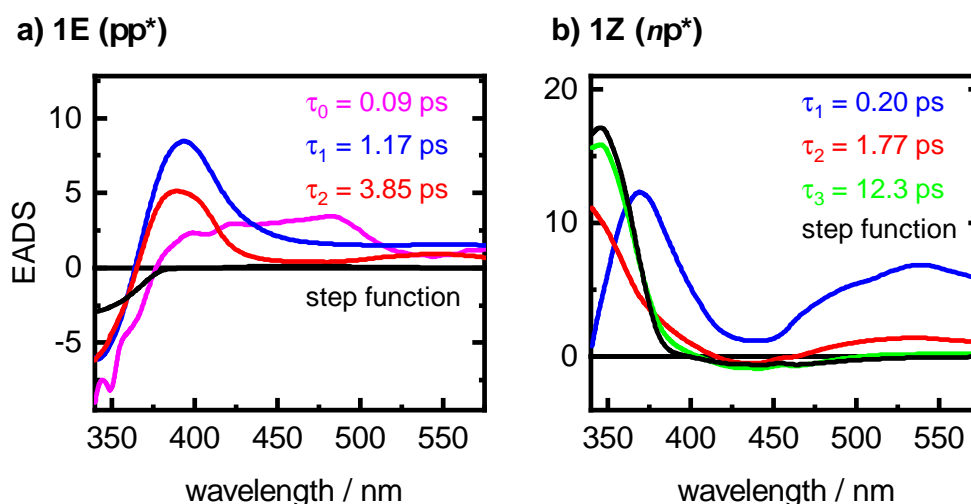 a) 1E (pp*)
EADS
10
5
0
-5
τ0 = 0.09 ps
τ1 = 1.17 ps
τ2 = 3.85 ps
step function
350 400 450 500 550
wavelength / nm
b) 1Z (np*)
20
10
0
τ1 = 0.20 ps
τ2 = 1.77 ps
τ3 = 12.3 ps
step function
350 400 450 500 550
wavelength / nm